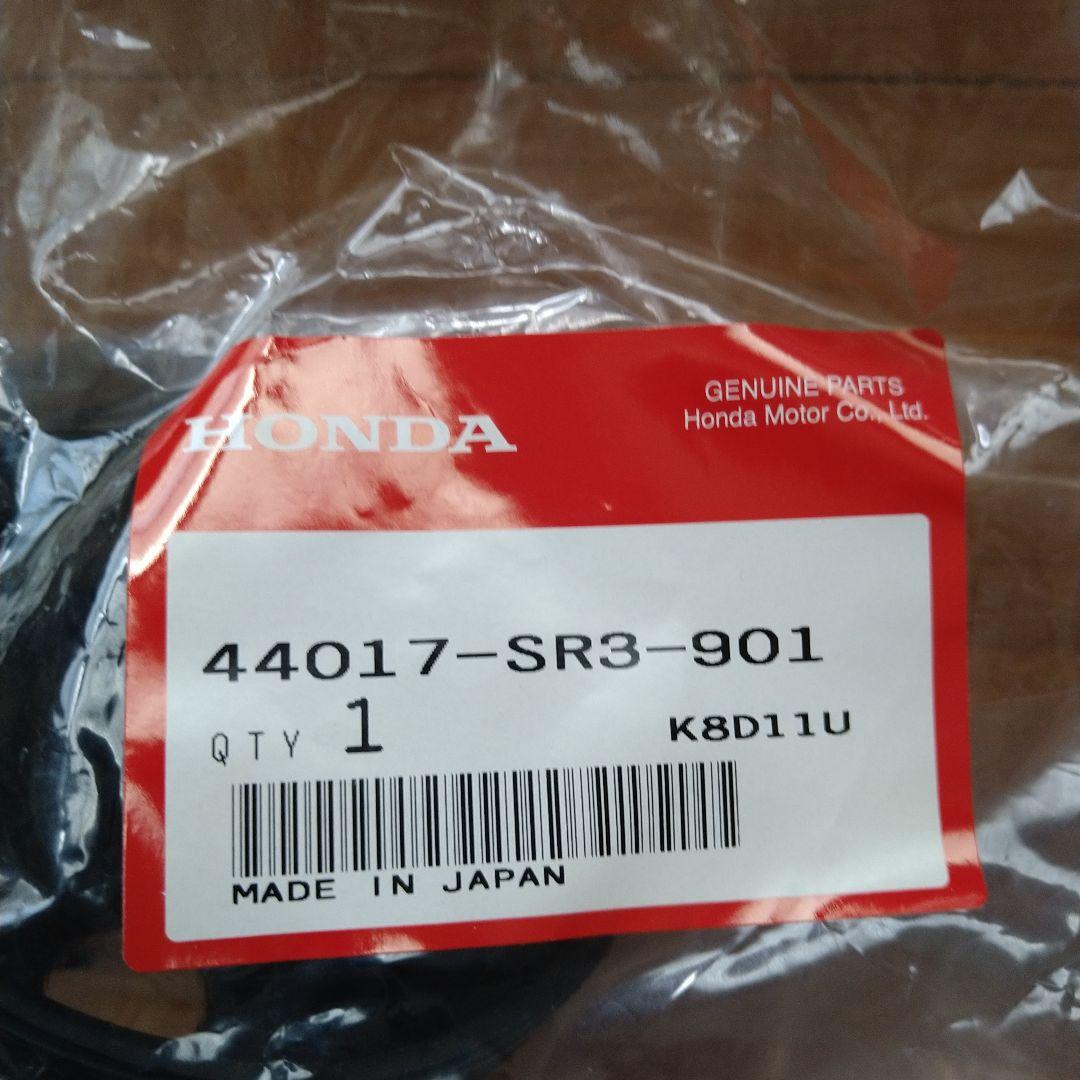 HONDA
GENUINE PARTS
Honda Motor Co., Ltd.
44017-SR3-901
QTY 1
K8D11U
MADE IN JAPAN